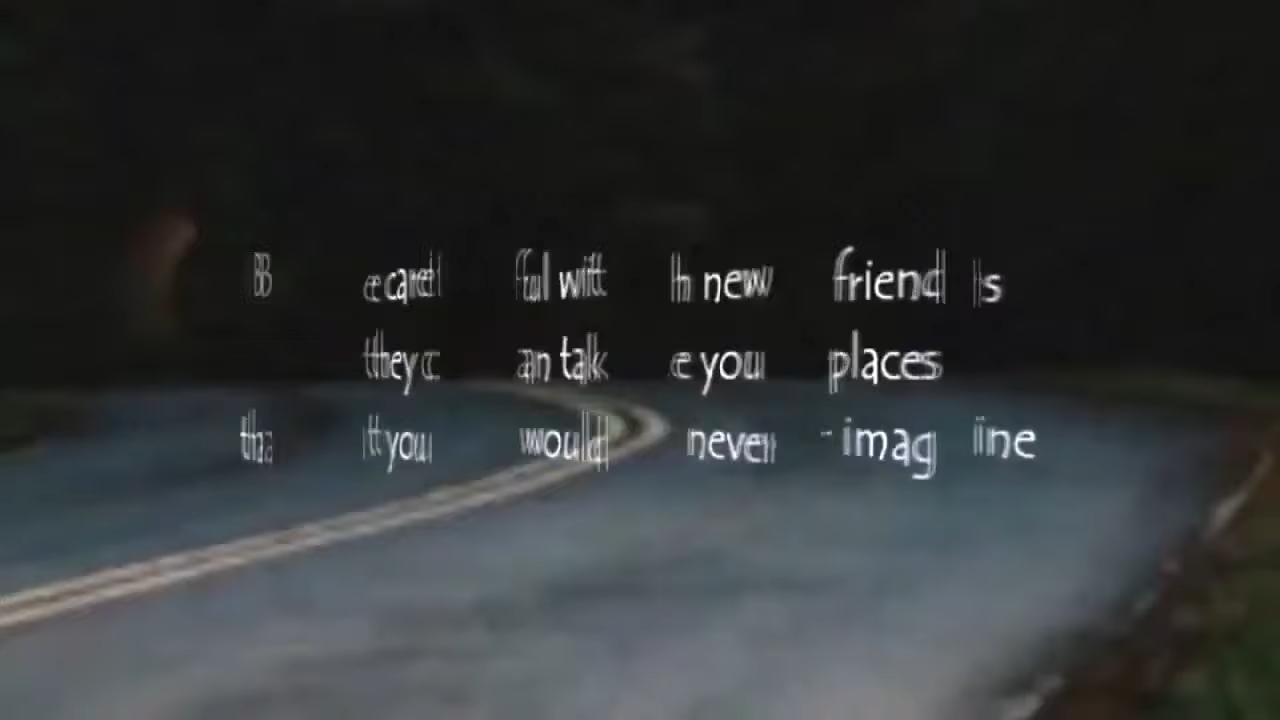 Be careful with new friends
they can take you places
that you would never imagine